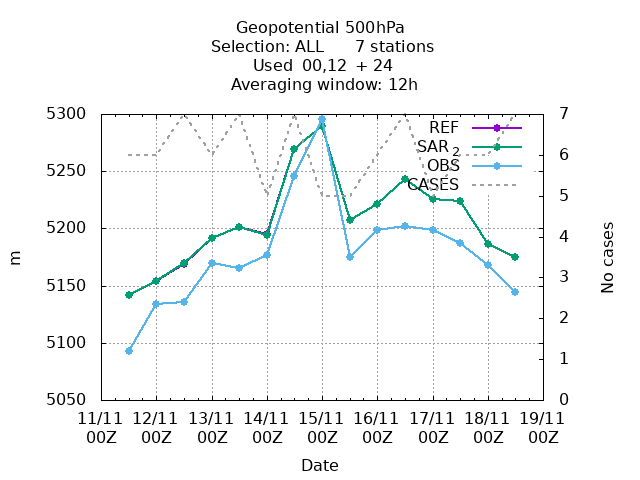 Geopotential 500hPa
Selection: ALL 7 stations
Used 00,12 + 24
Averaging window: 12h
5300
5250
5200
5150
5100
5050
m
7
6
5
4
3
2
1
0
No cases
REF
SAR 2
OBS
CASES
11/11 12/11 13/11 14/11 15/11 16/11 17/11 18/11 19/11
00Z 00Z 00Z 00Z 00Z 00Z 00Z 00Z 00Z
Date